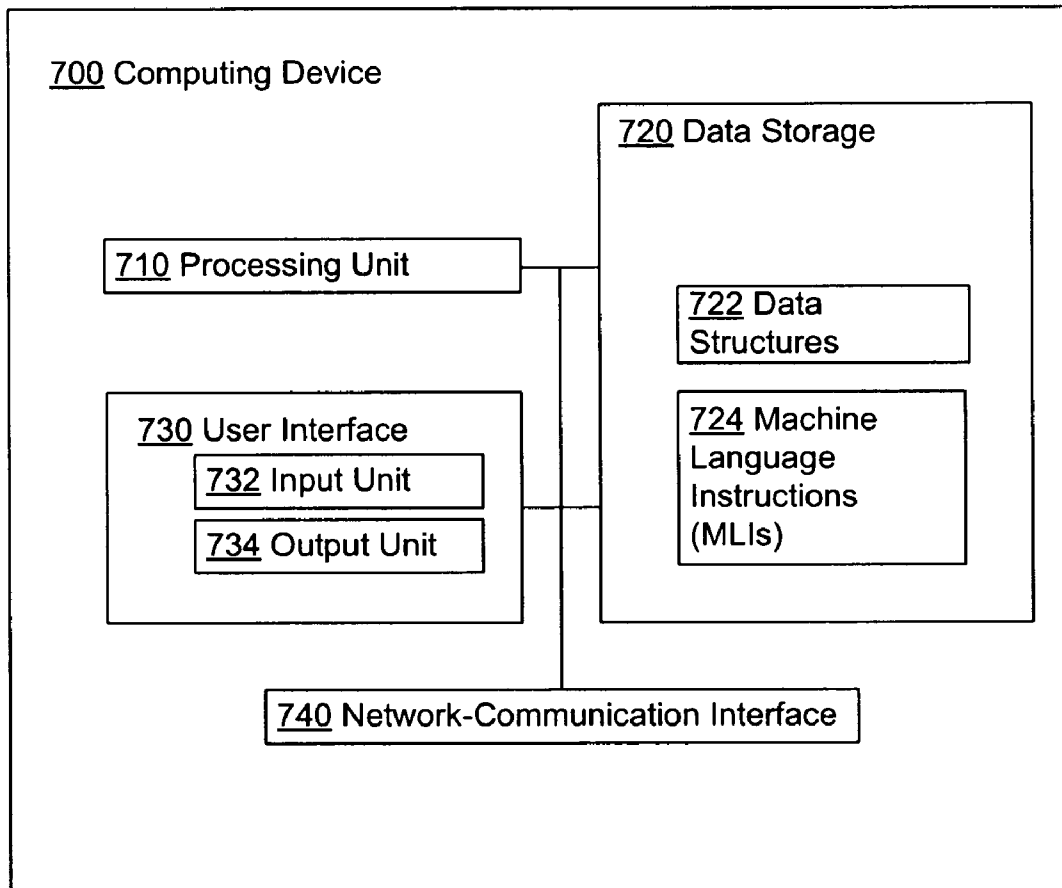 700 Computing Device
720 Data Storage
710 Processing Unit
722 Data
Structures
730 User Interface
732 Input Unit
734 Output Unit
724 Machine
Language
Instructions
(MLIs)
740 Network-Communication Interface